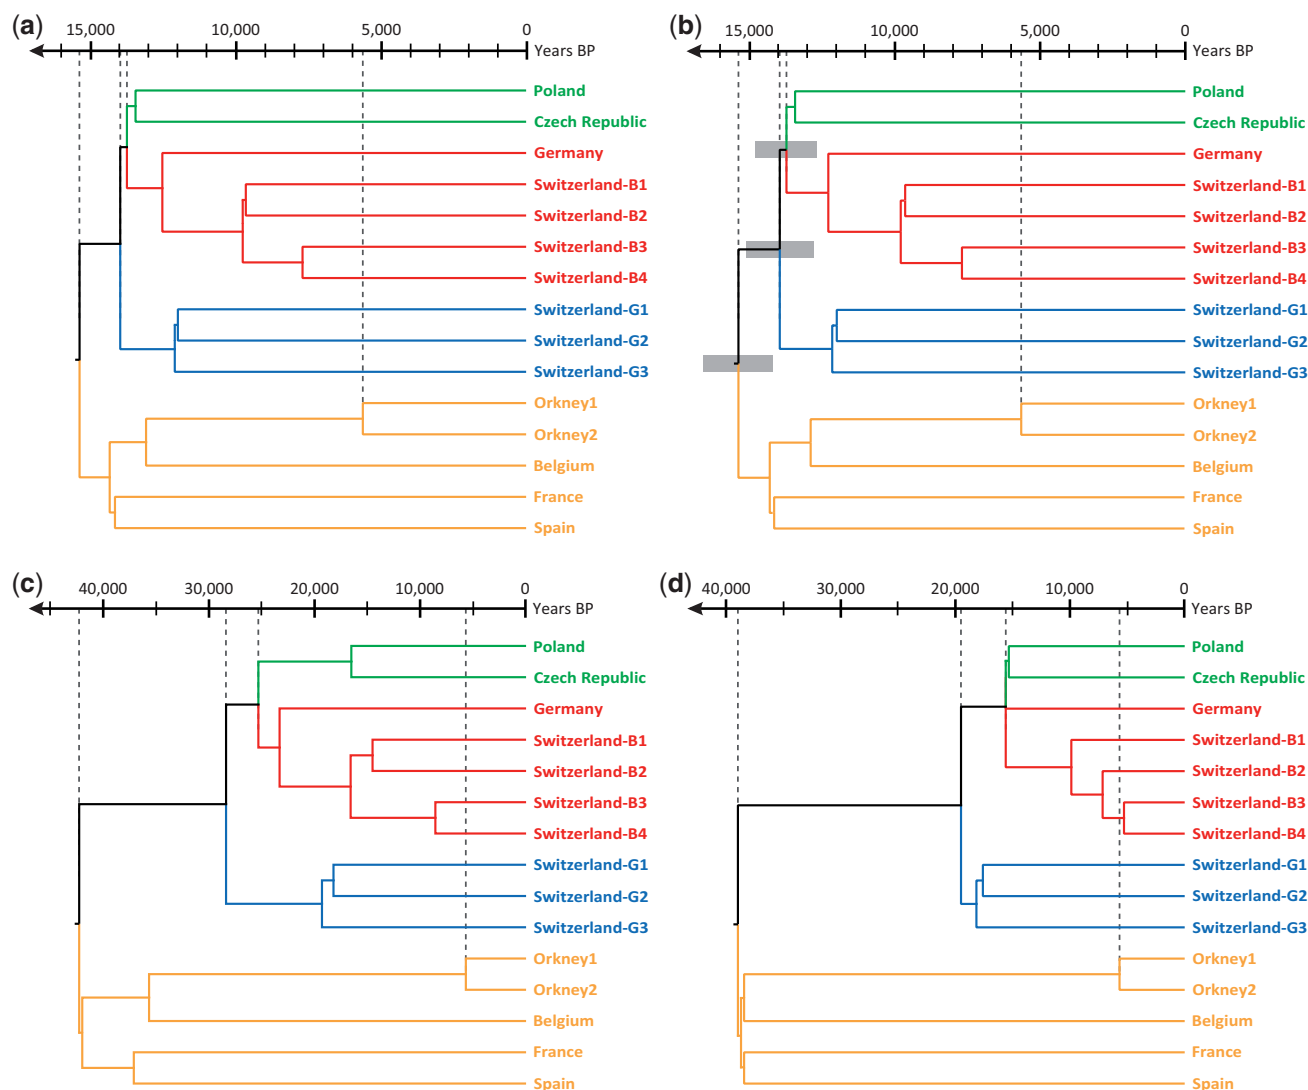 (a)
15,000 10,000 5,000 0
Years BP
Poland
Czech Republic
Germany
Switzerland-B1
Switzerland-B2
Switzerland-B3
Switzerland-B4
Switzerland-G1
Switzerland-G2
Switzerland-G3
Orkney1
Orkney2
Belgium
France
Spain
(b)
15,000 10,000 5,000 0
Years BP
Poland
Czech Republic
Germany
Switzerland-B1
Switzerland-B2
Switzerland-B3
Switzerland-B4
Switzerland-G1
Switzerland-G2
Switzerland-G3
Orkney1
Orkney2
Belgium
France
Spain
(c)
40,000 30,000 20,000 10,000 0
Years BP
Poland
Czech Republic
Germany
Switzerland-B1
Switzerland-B2
Switzerland-B3
Switzerland-B4
Switzerland-G1
Switzerland-G2
Switzerland-G3
Orkney1
Orkney2
Belgium
France
Spain
(d)
40,000 30,000 20,000 10,000 0
Years BP
Poland
Czech Republic
Germany
Switzerland-B1
Switzerland-B2
Switzerland-B3
Switzerland-B4
Switzerland-G1
Switzerland-G2
Switzerland-G3
Orkney1
Orkney2
Belgium
France
Spain